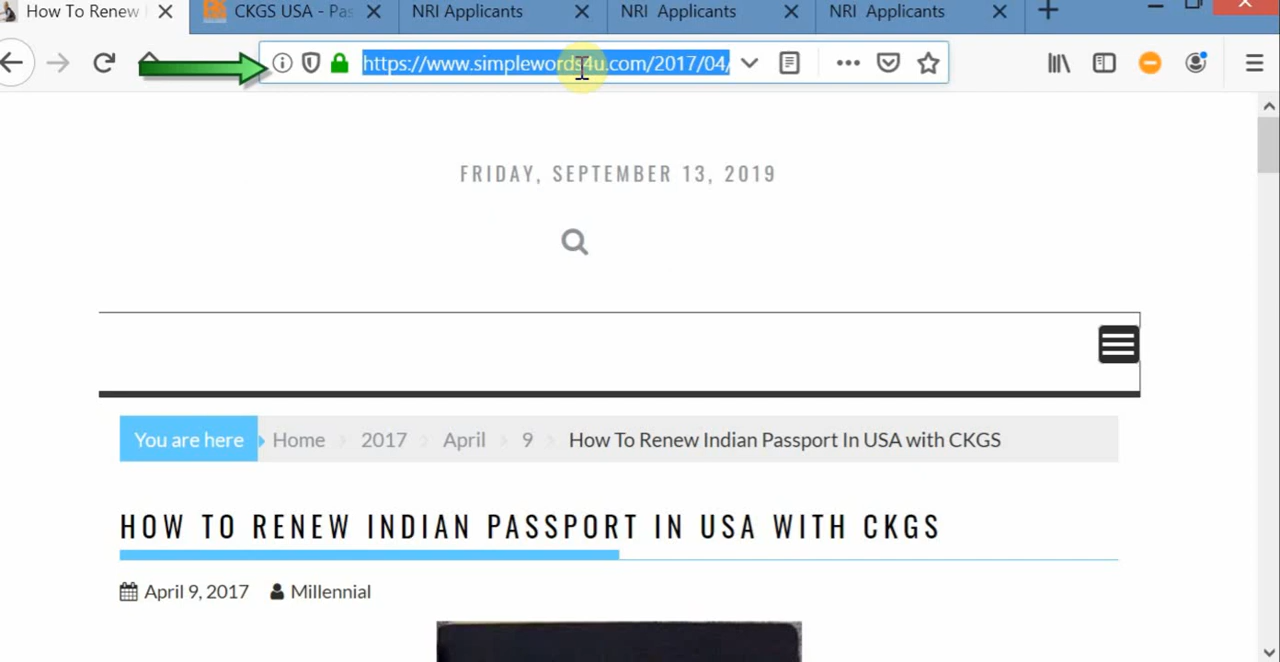 How To Renew
CKGS USA - Pas
NRI Applicants
NRI Applicants
NRI Applicants
https://www.simplewords4u.com/2017/04/
FRIDAY, SEPTEMBER 13, 2019
You are here Home 2017 April 9 How To Renew Indian Passport In USA with CKGS
HOW TO RENEW INDIAN PASSPORT IN USA WITH CKGS
April 9, 2017 Millennial